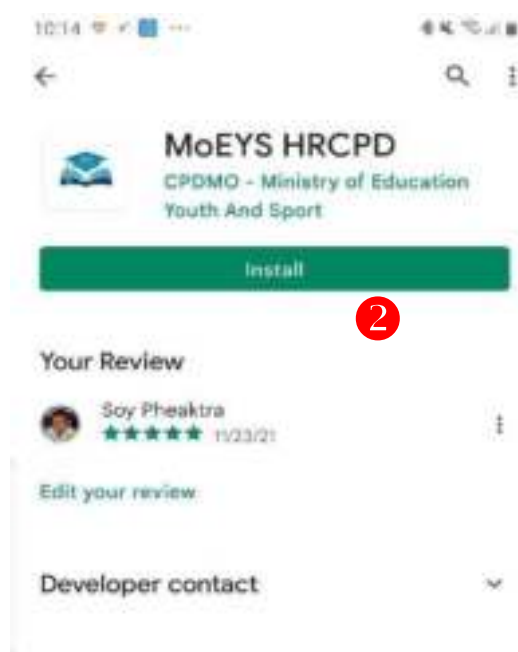 10:14
MoEYS HRCPD
CPDMO - Ministry of Education
Youth And Sport
Install
2
Your Review
Soy Pheaktra
★★★★★ 11/23/21
Edit your review
Developer contact